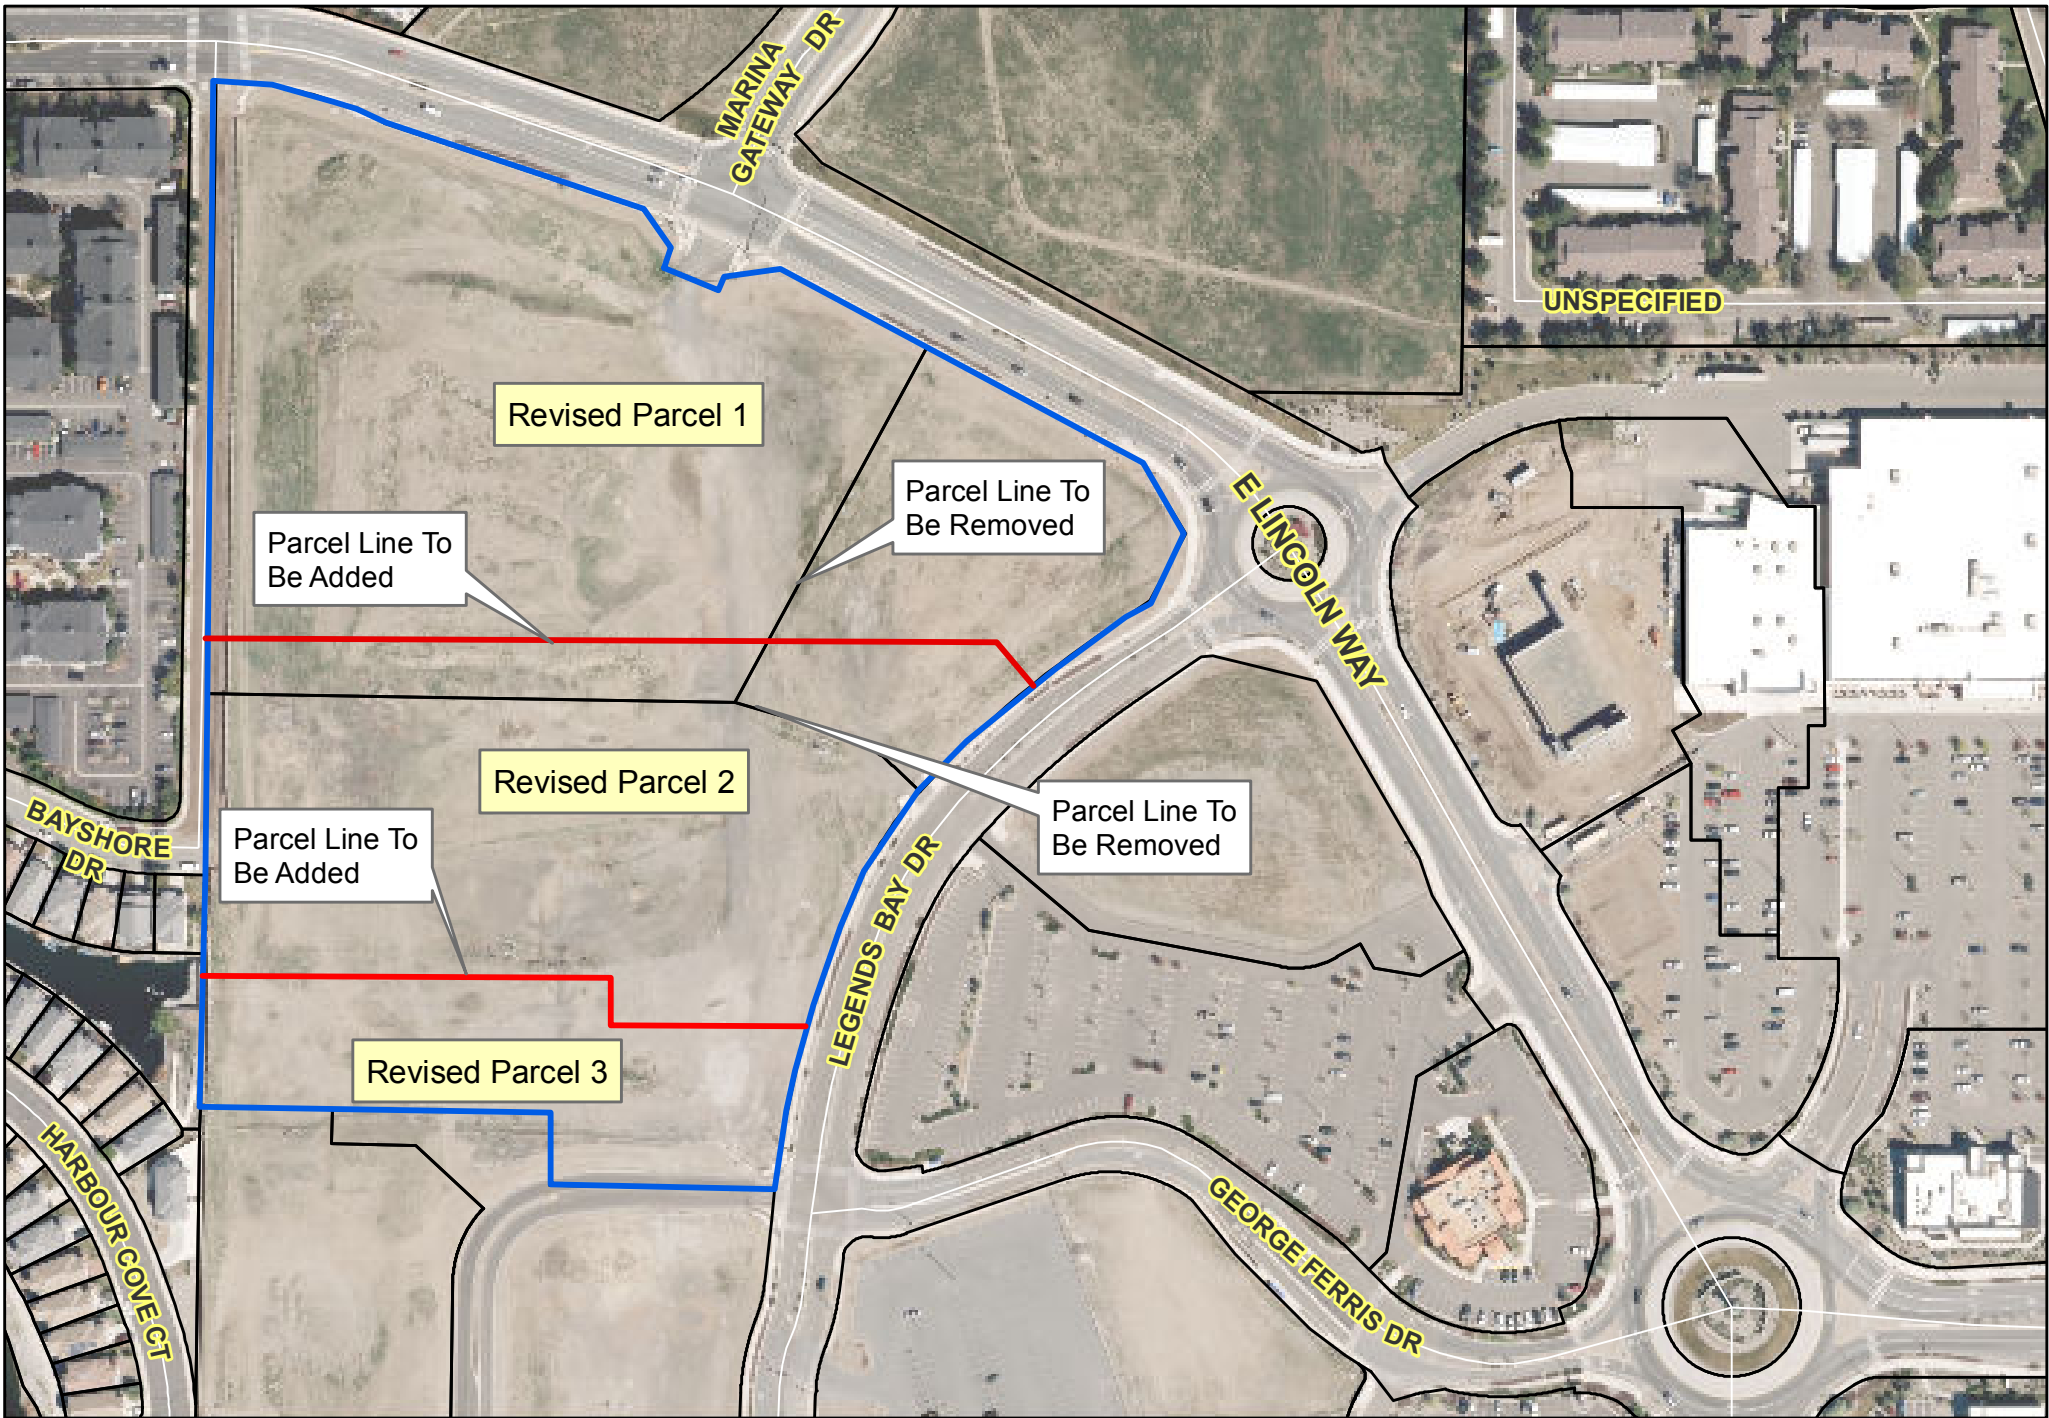 MARINA
GATEWAY DR
UNSPECIFIED
Revised Parcel 1
Parcel Line To
Be Removed
Parcel Line To
Be Added
E LINCOLN WAY
Revised Parcel 2
Parcel Line To
Be Removed
BAYSHORE
DR
Parcel Line To
Be Added
LEGENDS BAY DR
Revised Parcel 3
HARBOUR COVE CT
GEORGE FERRIS DR